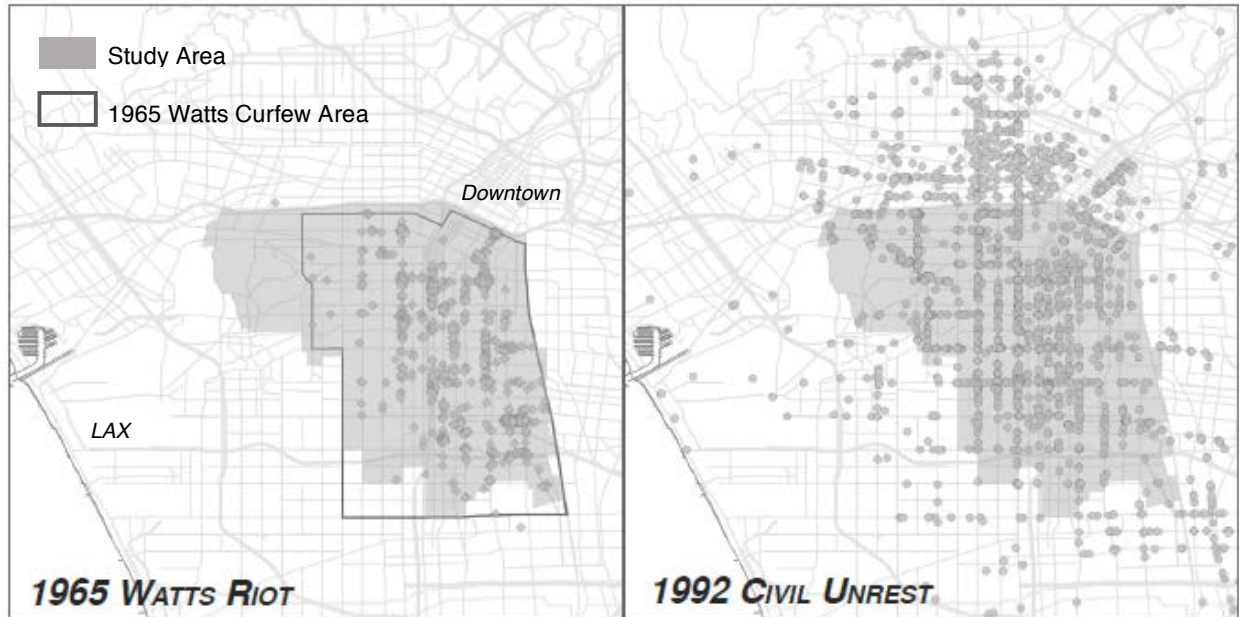 Study Area
1965 Watts Curfew Area
Downtown
LAX
1965 WATTS RIOT
1992 CIVIL UNREST